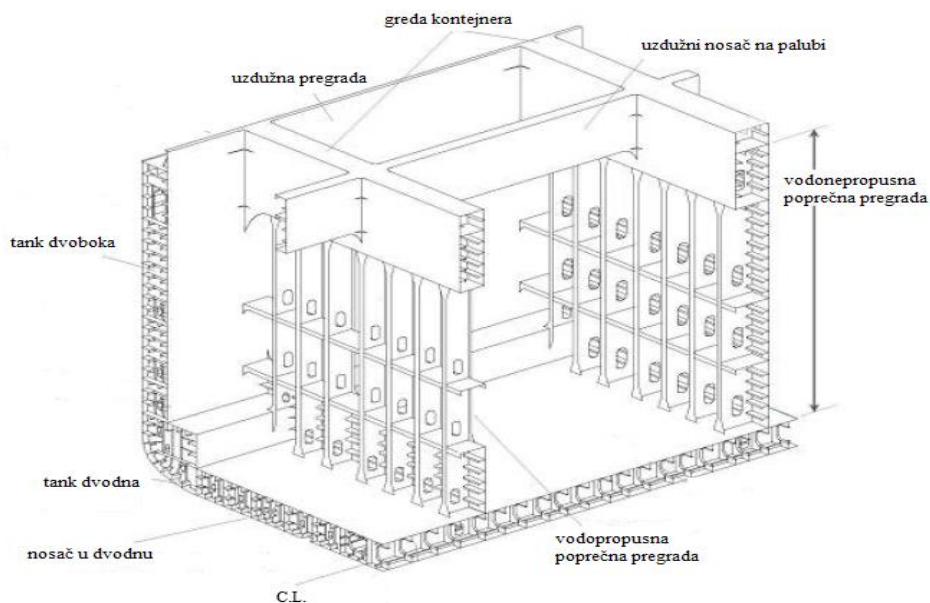 greda kontejnera
uzdužni nosač na palubi
uzdužna pregrada
vodonepropusna
poprečna pregrada
tank dvoboka
tank dvodna
nosač u dvodnu
vodopropusna
poprečna pregrada
C.L.